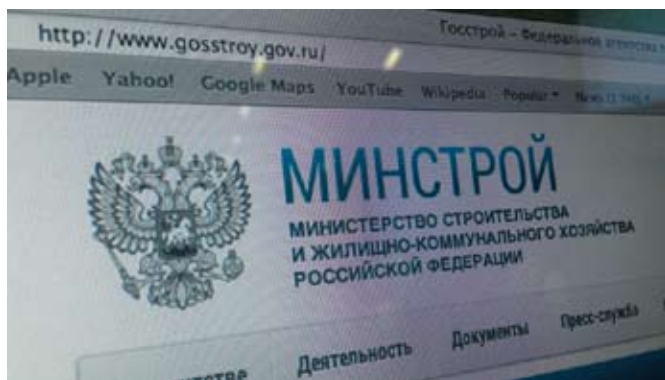 http://www.gosstroy.gov.ru/
Госстрой – Федеральное агентство
Apple Yahoo! Google Maps YouTube Wikipedia Popular
МИНСТРОЙ
МИНИСТЕРСТВО СТРОИТЕЛЬСТВА
И ЖИЛИЩНО-КОММУНАЛЬНОГО ХОЗЯЙСТВА
РОССИЙСКОЙ ФЕДЕРАЦИИ
Деятельность Документы Пресс-служба